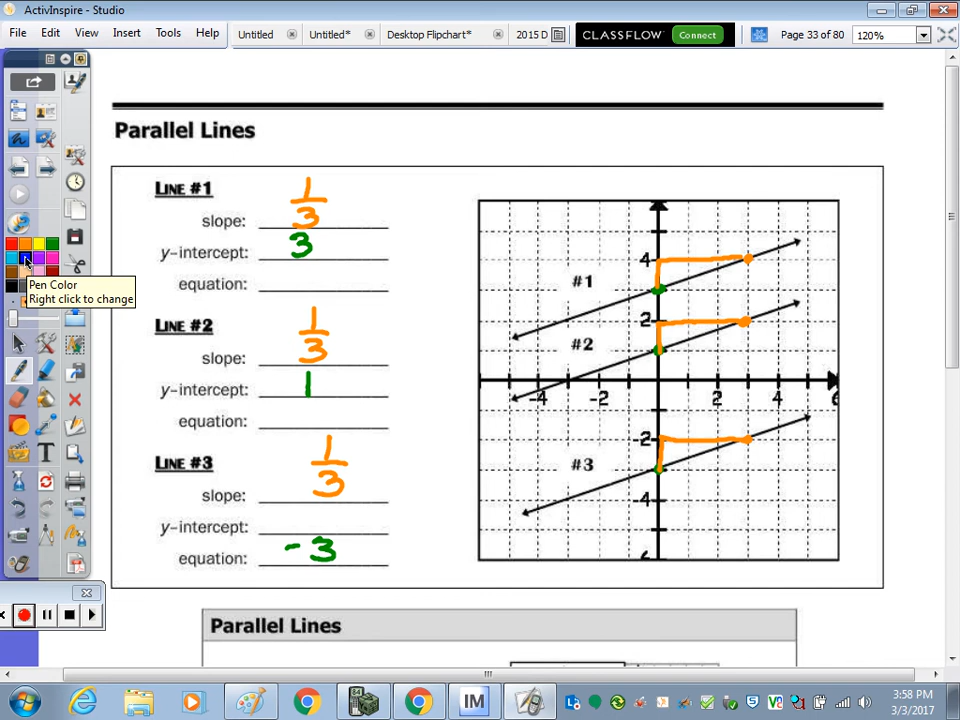 ActivInspire - Studio
File Edit View Insert Tools Help Untitled Untitled* Desktop Flipchart* 2015 D CLASSFLOW Connect Page 33 of 80 120%
Parallel Lines
LINE #1
slope: 1/3
y-intercept: 3
equation:
LINE #2
slope: 1/3
y-intercept: 1
equation:
LINE #3
slope: 1/3
y-intercept:
equation: -3
4
#1
2
#2
-4 -2 2 4 6
-2
#3
-4
6
Pen Color
Right click to change
Parallel Lines
IM
3:58 PM
3/3/2017